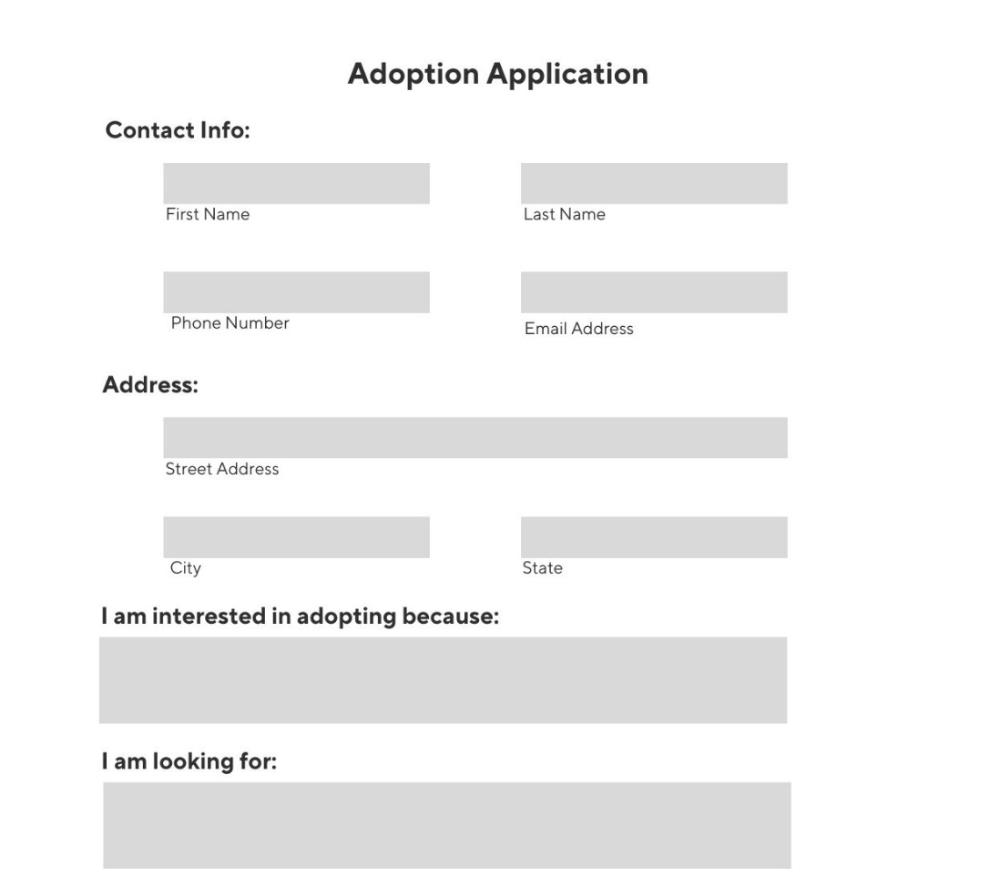 Adoption Application
Contact Info:
First Name
Last Name
Phone Number
Email Address
Address:
Street Address
City
State
I am interested in adopting because:
I am looking for: